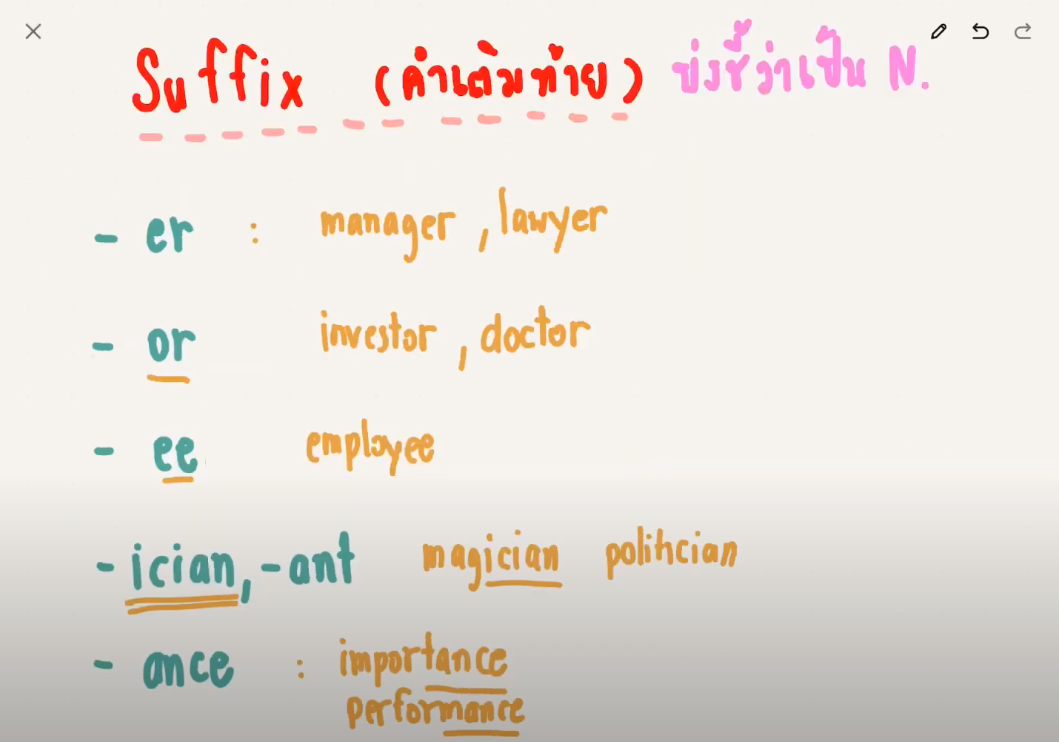 Suffix (คำเติมท้าย) บ่งชี้ว่าเป็น N.
- er : manager, lawyer
- or investor, doctor
- ee employee
- ician, -ant magician politician
- ance : importance
performance